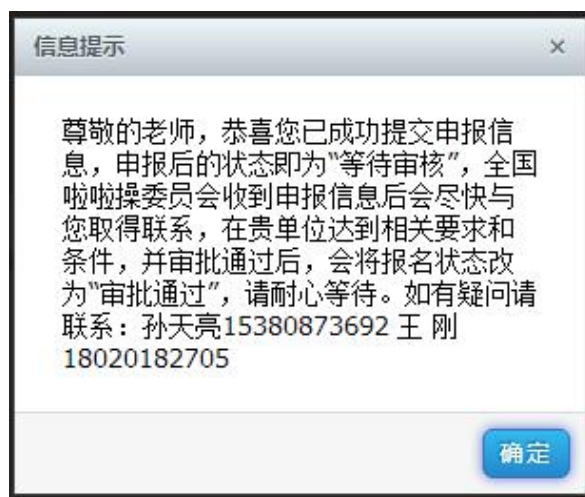 信息提示
×
尊敬的老师，恭喜您已成功提交申报信
息，申报后的状态即为“等待审核”，全国
啦啦操委员会收到申报信息后会尽快与
您取得联系，在贵单位达到相关要求和
条件，并审批通过后，会将报名状态改
为“审批通过”，请耐心等待。如有疑问请
联系：孙天亮15380873692 王 刚
18020182705
确定